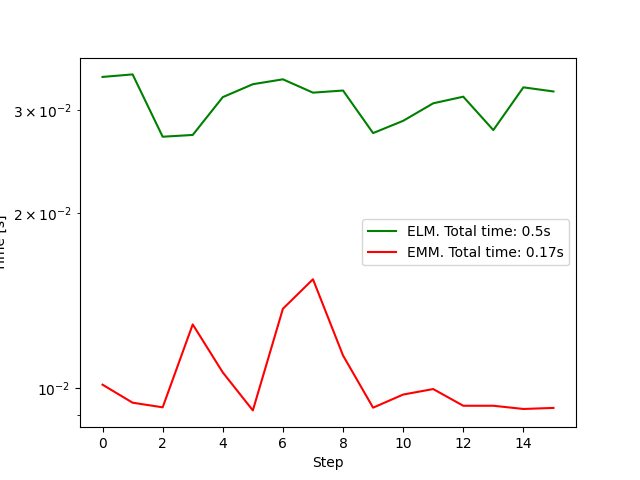 3 × 10⁻²
2 × 10⁻²
10⁻²
Time [s]
ELM. Total time: 0.5s
EMM. Total time: 0.17s
0 2 4 6 8 10 12 14
Step